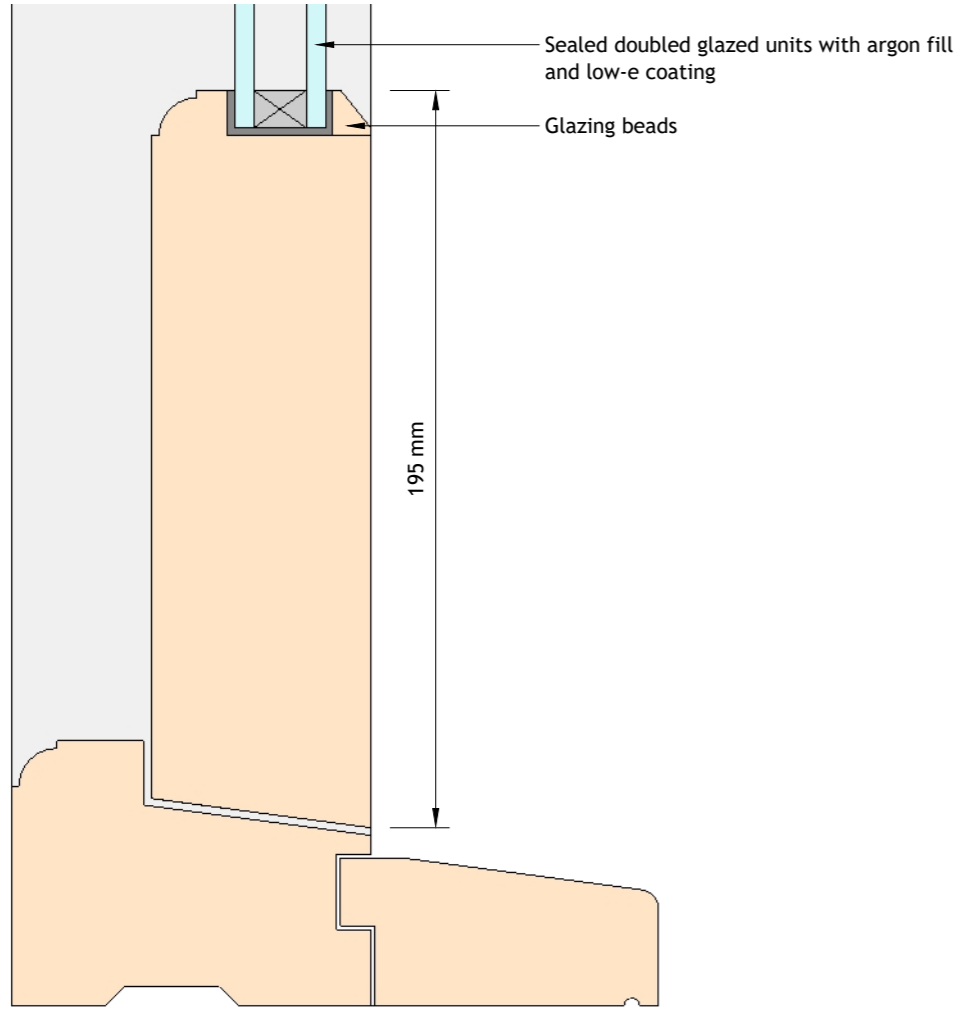 Sealed doubled glazed units with argon fill
and low-e coating
Glazing beads
195 mm